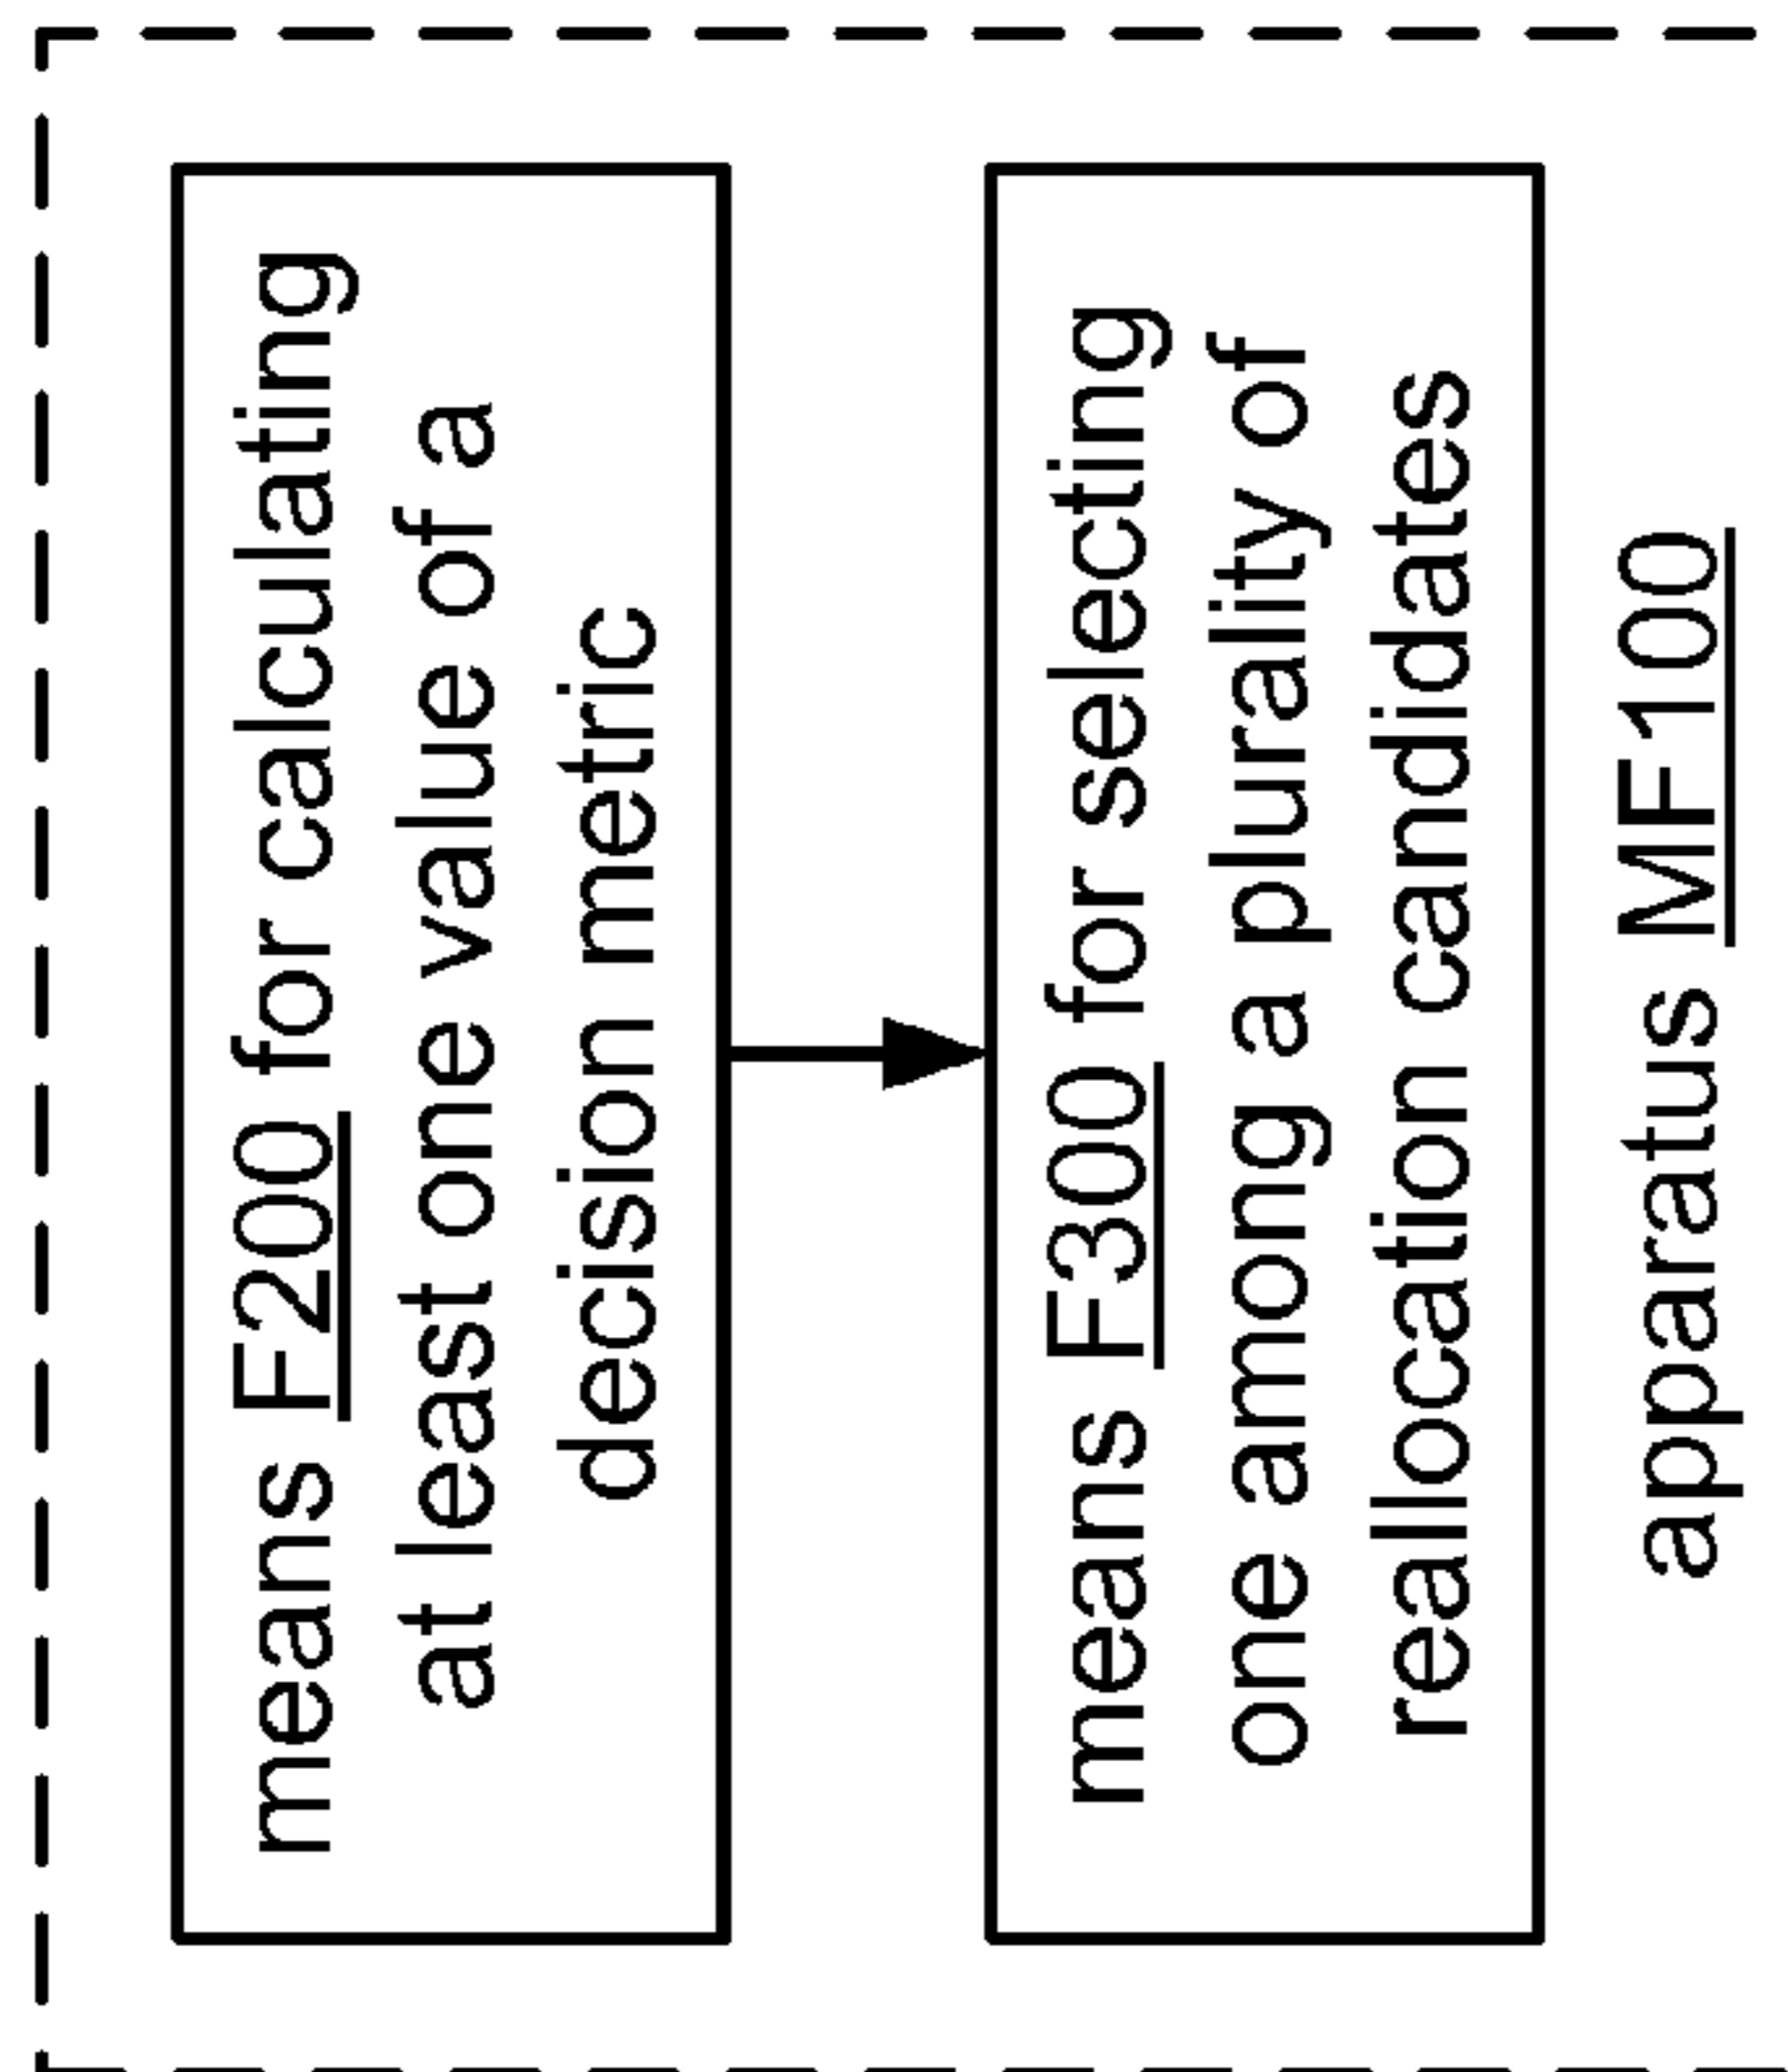 means F200 for calculating
at least one value of a
decision metric
means F300 for selecting
one among a plurality of
reallocation candidates
apparatus MF100